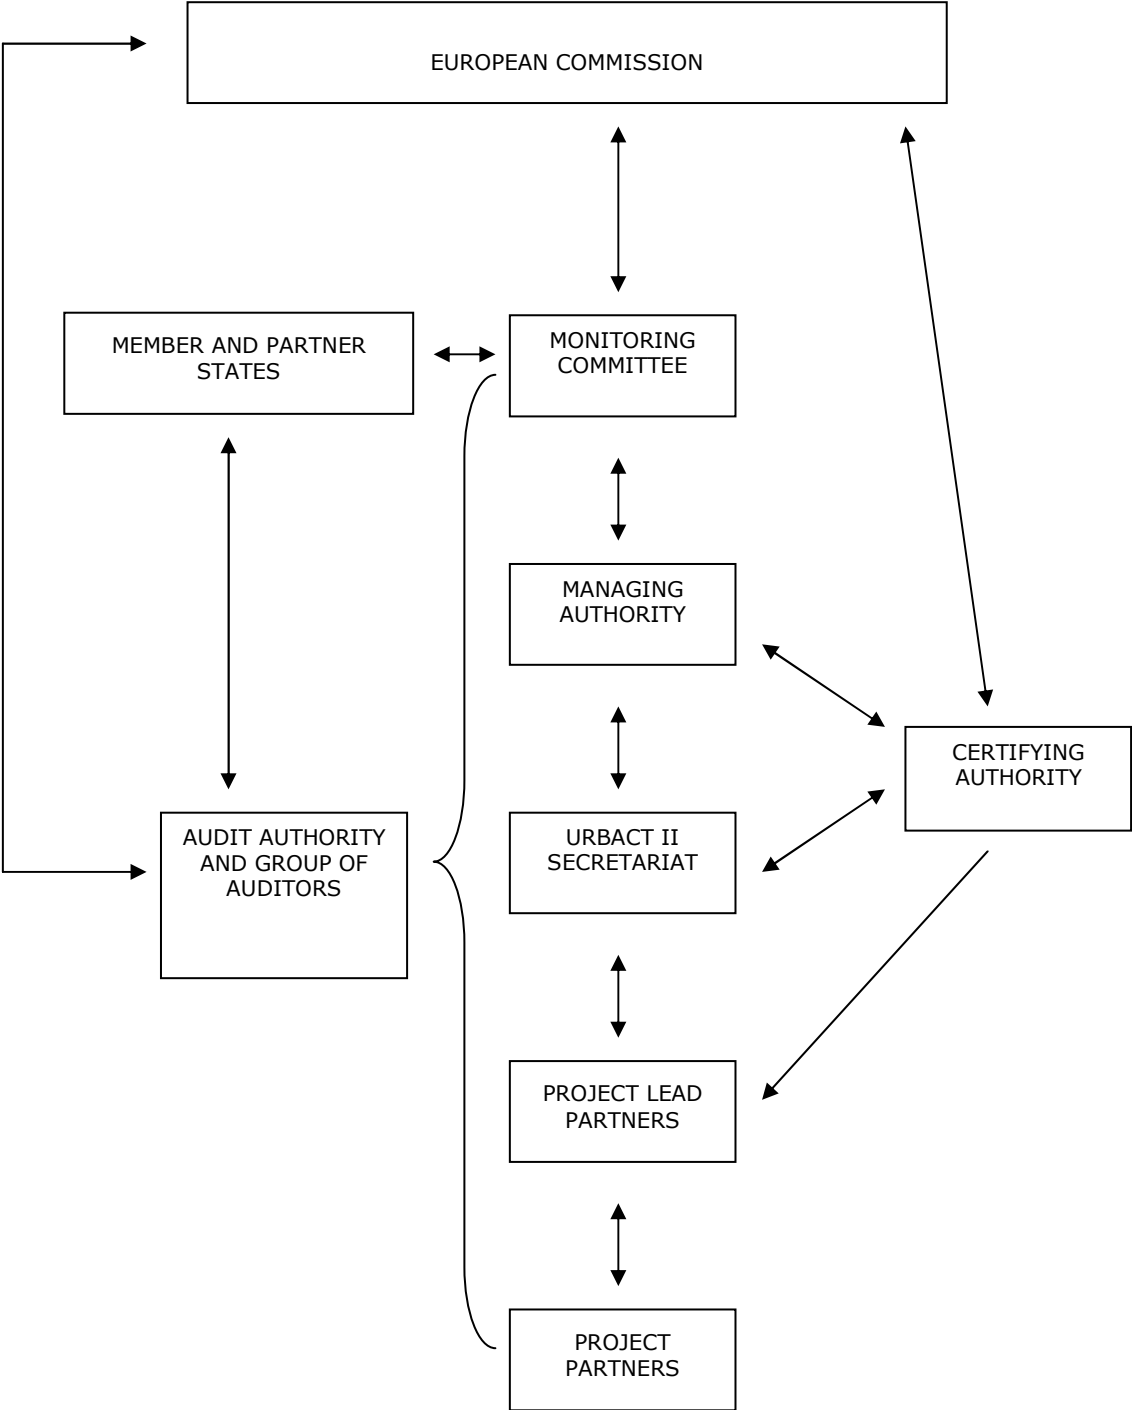 EUROPEAN COMMISSION
MEMBER AND PARTNER
STATES
MONITORING
COMMITTEE
MANAGING
AUTHORITY
CERTIFYING
AUTHORITY
AUDIT AUTHORITY
AND GROUP OF
AUDITORS
URBACT II
SECRETARIAT
PROJECT LEAD
PARTNERS
PROJECT
PARTNERS